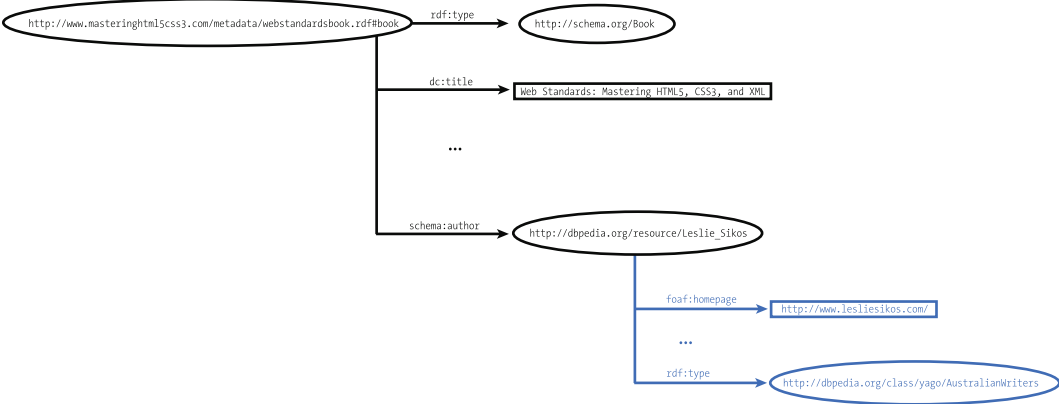 http://www.masteringhtml5css3.com/metadata/webstandardsbook.rdf#book
rdf:type
http://schema.org/Book
dc:title
Web Standards: Mastering HTML5, CSS3, and XML
...
schema:author
http://dbpedia.org/resource/Leslie_Sikos
foaf:homepage
http://www.lesliesikos.com/
...
rdf:type
http://dbpedia.org/class/yago/AustralianWriters